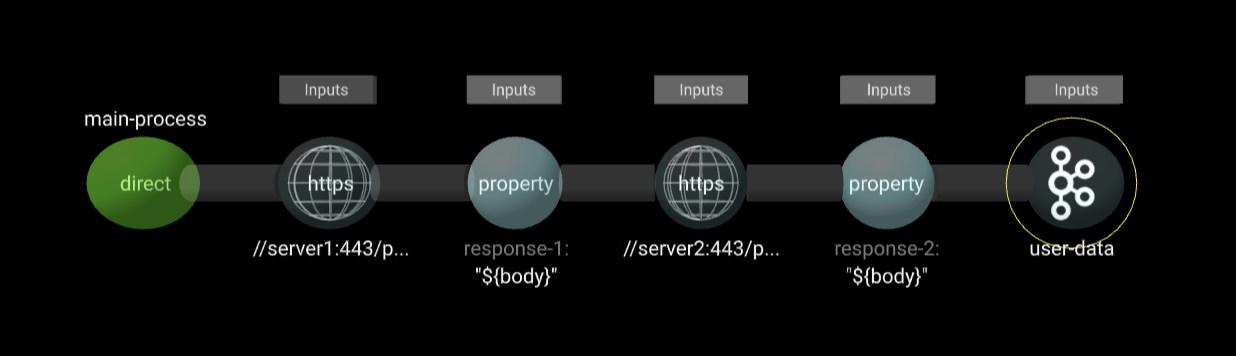 Inputs Inputs Inputs Inputs Inputs
main-process
direct https property https property
//server1:443/p... response-1: //server2:443/p... response-2: user-data
"${body}" "${body}"